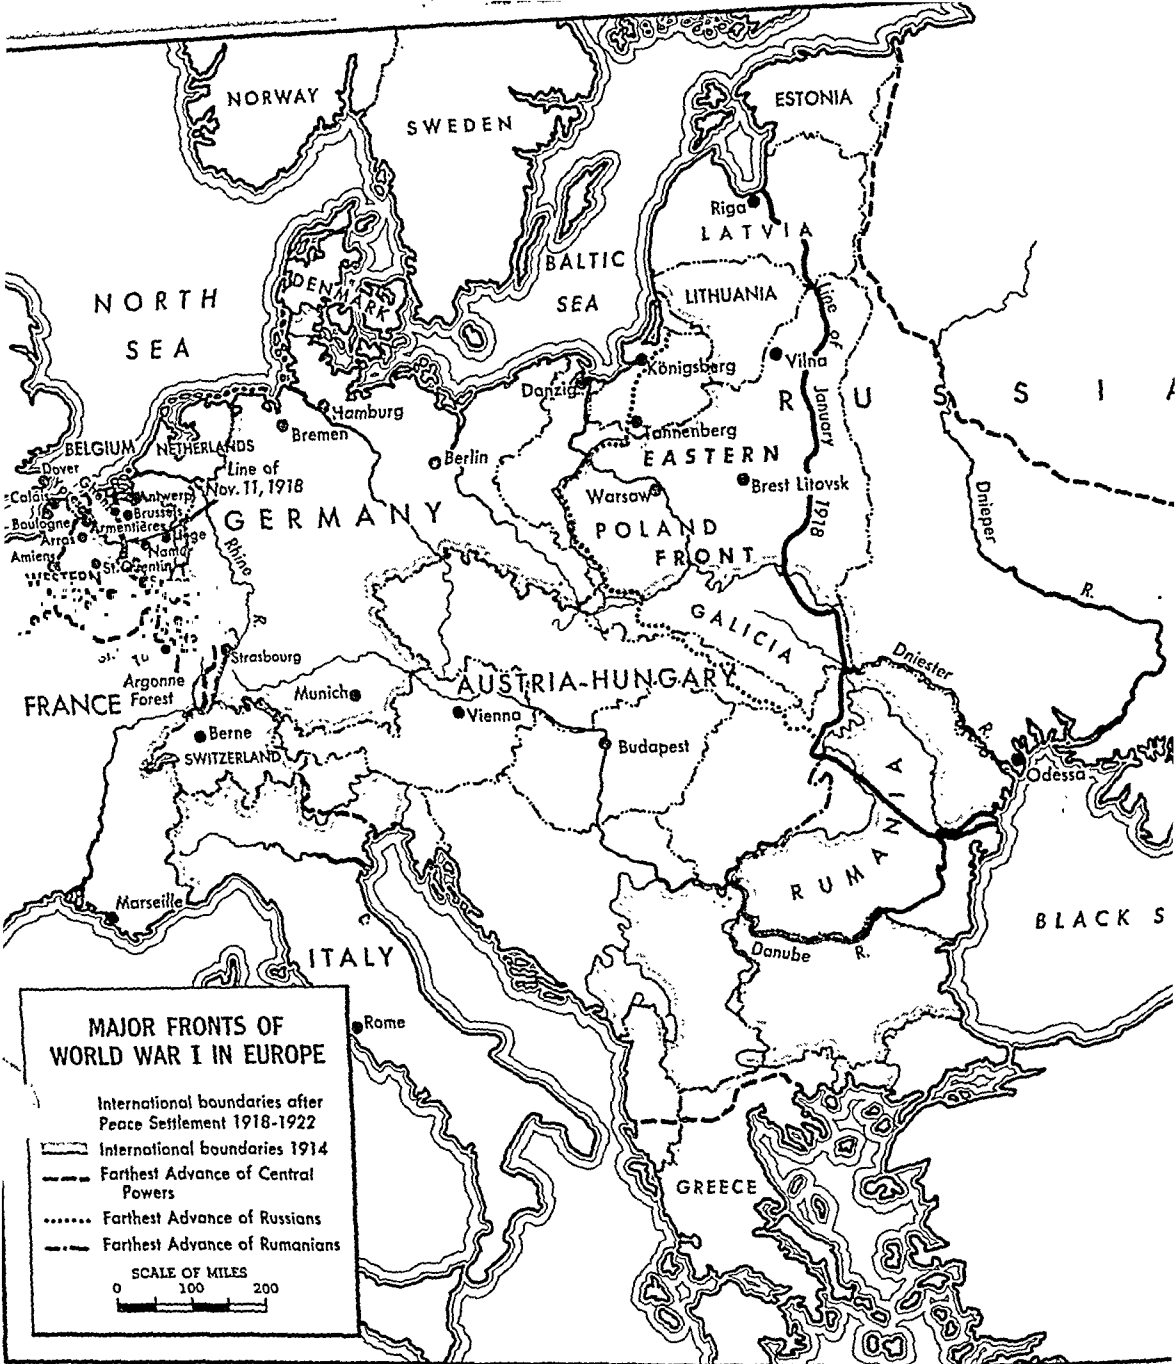 NORWAY
SWEDEN
ESTONIA
Riga
LATVIA
BALTIC
SEA
DENMARK
NORTH
SEA
LITHUANIA
Line of
January
1918
Vilna
Königsberg
Danzig
RUSSIA
Hamburg
Bremen
Tannenberg
EASTERN
BELGIUM
NETHERLANDS
Berlin
Dover
Line of
Nov. 11, 1918
Brest Litovsk
Warsaw
Calais
Ypres
Ghent
Antwerp
Brussels
GERMANY
Boulogne
Armentières
POLAND
Dnieper
R.
Arras
Liege
Namur
FRONT
Amiens
St. Quentin
Rhine
R.
WESTERN
GALICIA
Dniester
R.
Strasbourg
Argonne
Forest
FRANCE
Munich
AUSTRIA-HUNGARY
Vienna
Berne
SWITZERLAND
Budapest
Odessa
RUMANIA
Marseille
BLACK S
ITALY
Danube R.
Rome
GREECE
MAJOR FRONTS OF
WORLD WAR I IN EUROPE
International boundaries after
Peace Settlement 1918-1922
International boundaries 1914
Farthest Advance of Central
Powers
Farthest Advance of Russians
Farthest Advance of Rumanians
SCALE OF MILES
0 100 200